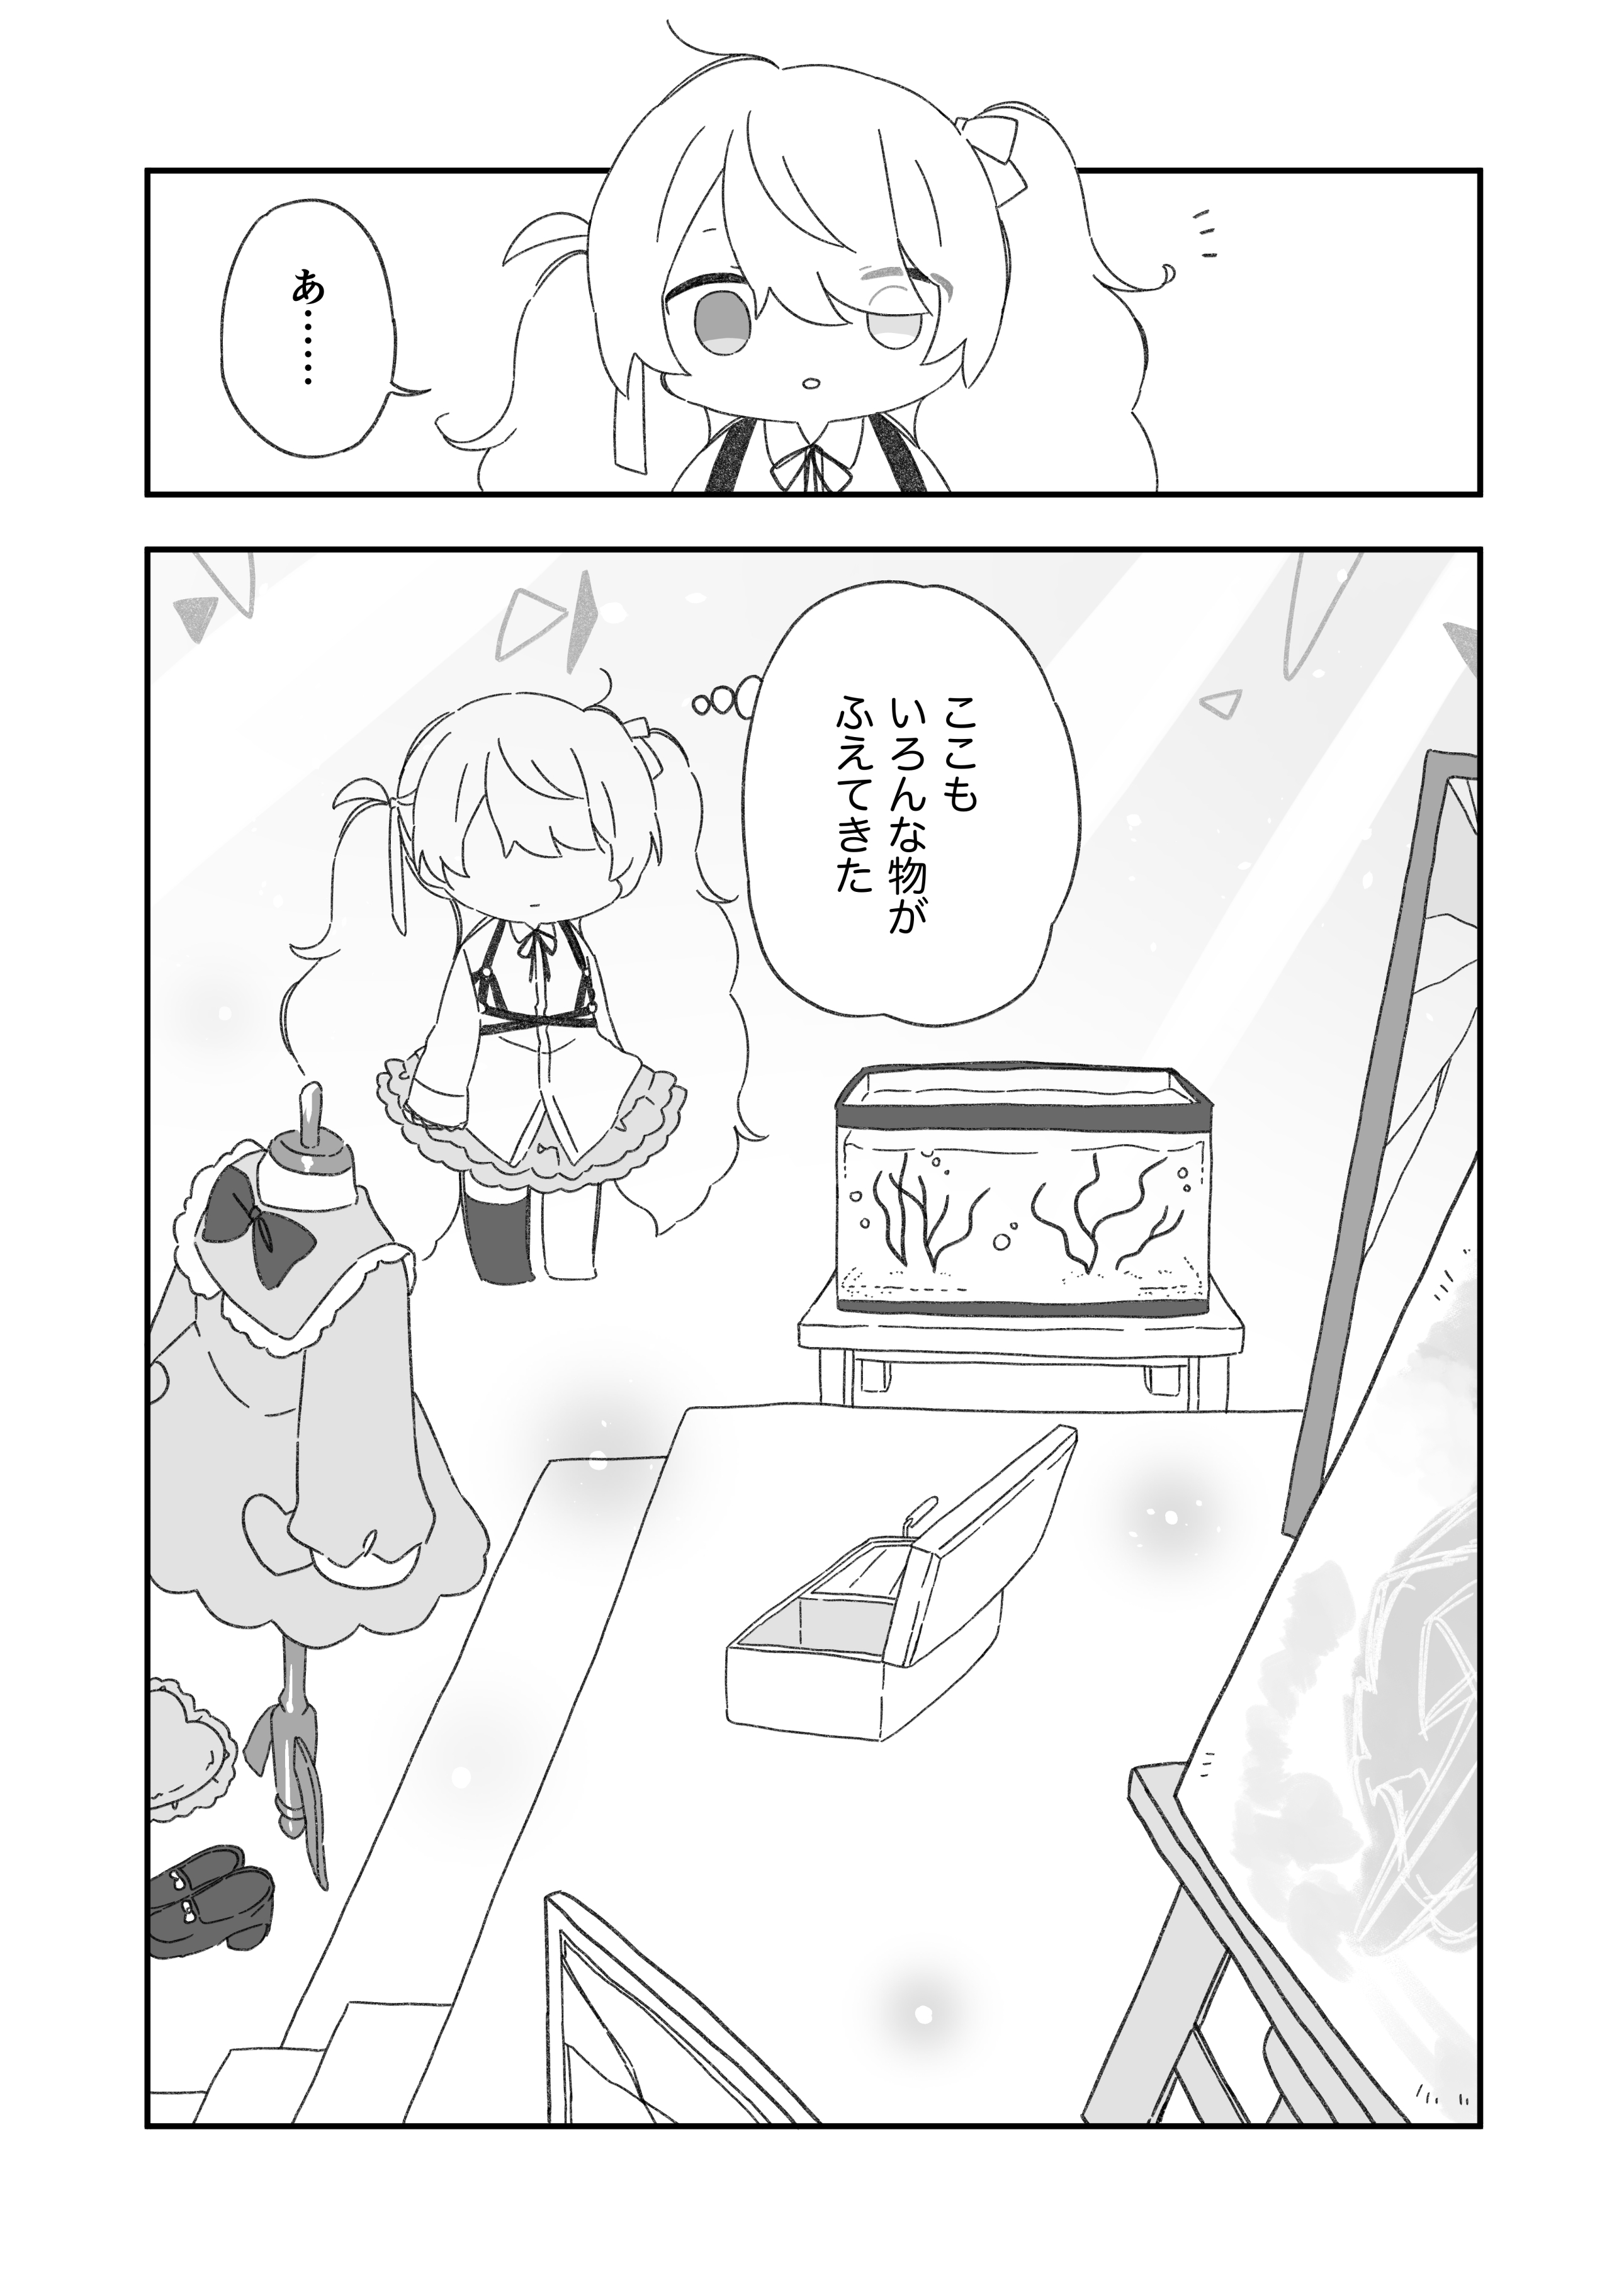 あ……
ここも
いろんな物が
ふえてきた